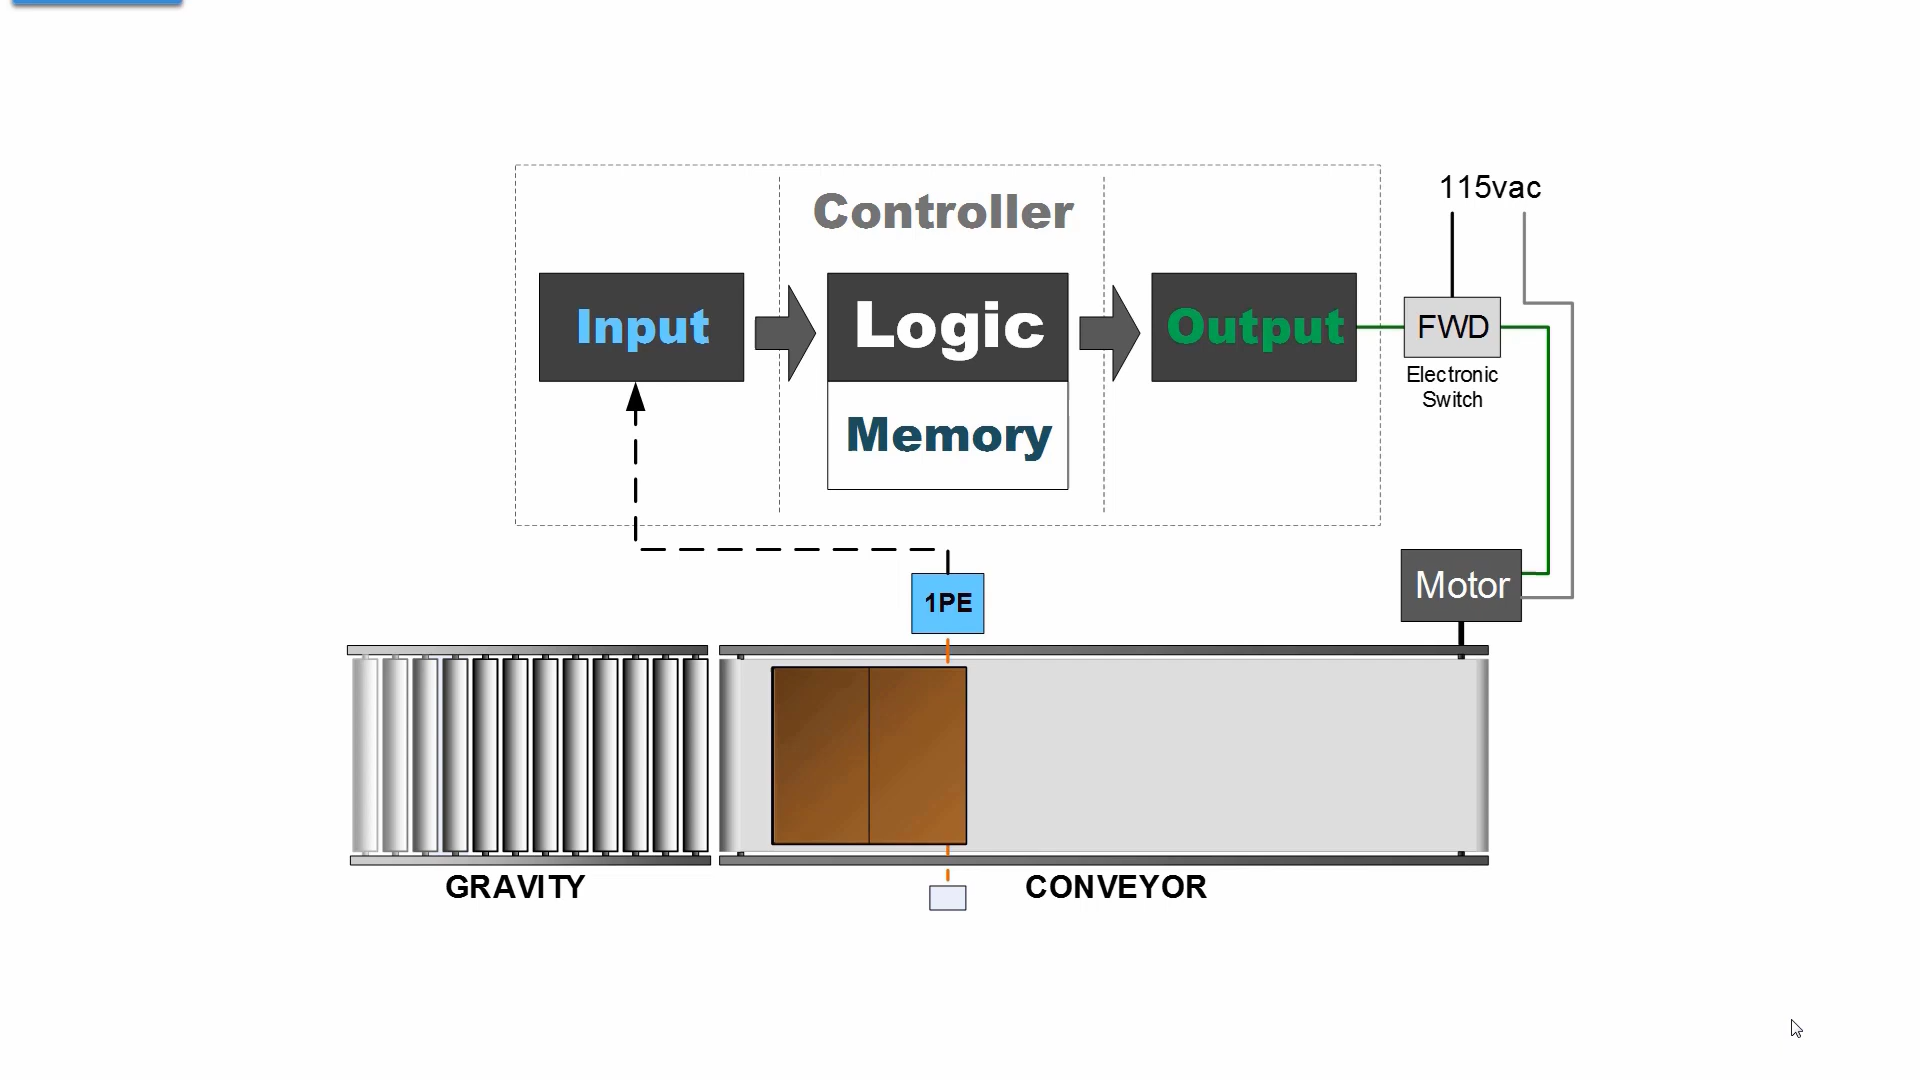 115vac
Controller
Input
Logic
Output
FWD
Electronic
Switch
Memory
Motor
1PE
GRAVITY
CONVEYOR